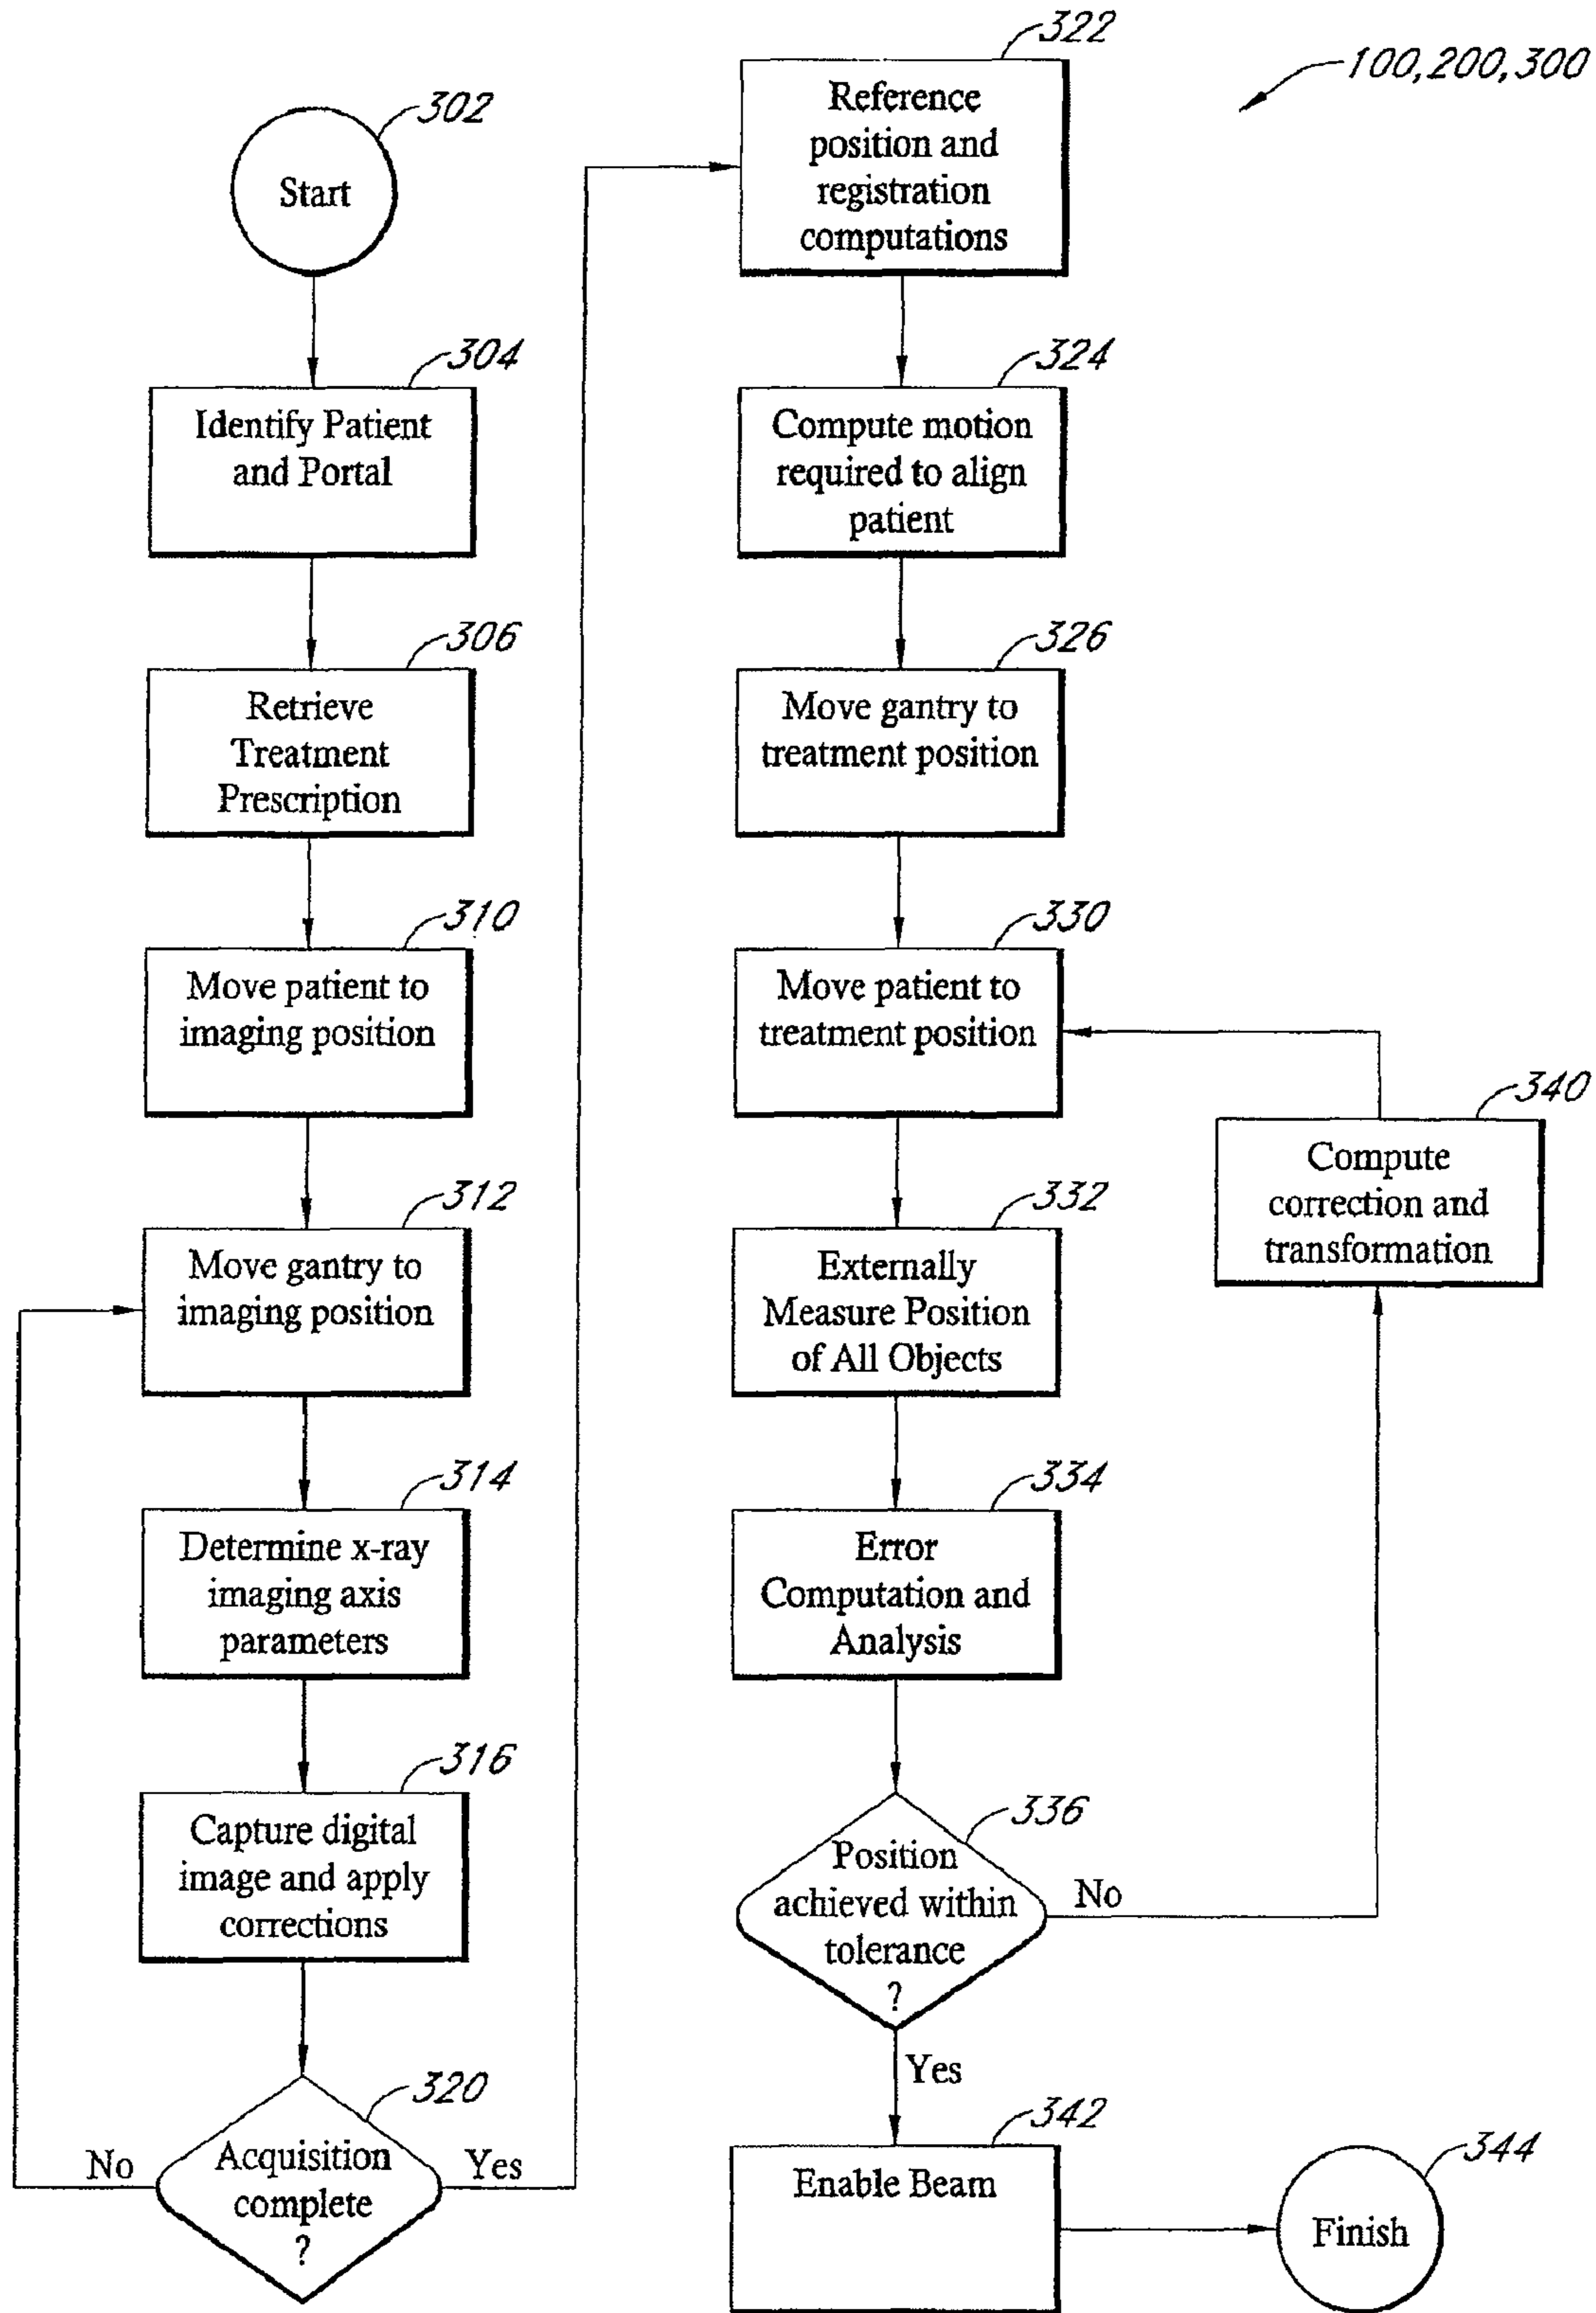 302
Start
304
Identify Patient
and Portal
306
Retrieve
Treatment
Prescription
310
Move patient to
imaging position
312
Move gantry to
imaging position
314
Determine x-ray
imaging axis
parameters
316
Capture digital
image and apply
corrections
320
No
Acquisition
complete
?
Yes
322
Reference
position and
registration
computations
100,200,300
324
Compute motion
required to align
patient
326
Move gantry to
treatment position
330
Move patient to
treatment position
332
Externally
Measure Position
of All Objects
334
Error
Computation and
Analysis
336
Position
achieved within
tolerance
?
No
340
Compute
correction and
transformation
Yes
342
Enable Beam
344
Finish